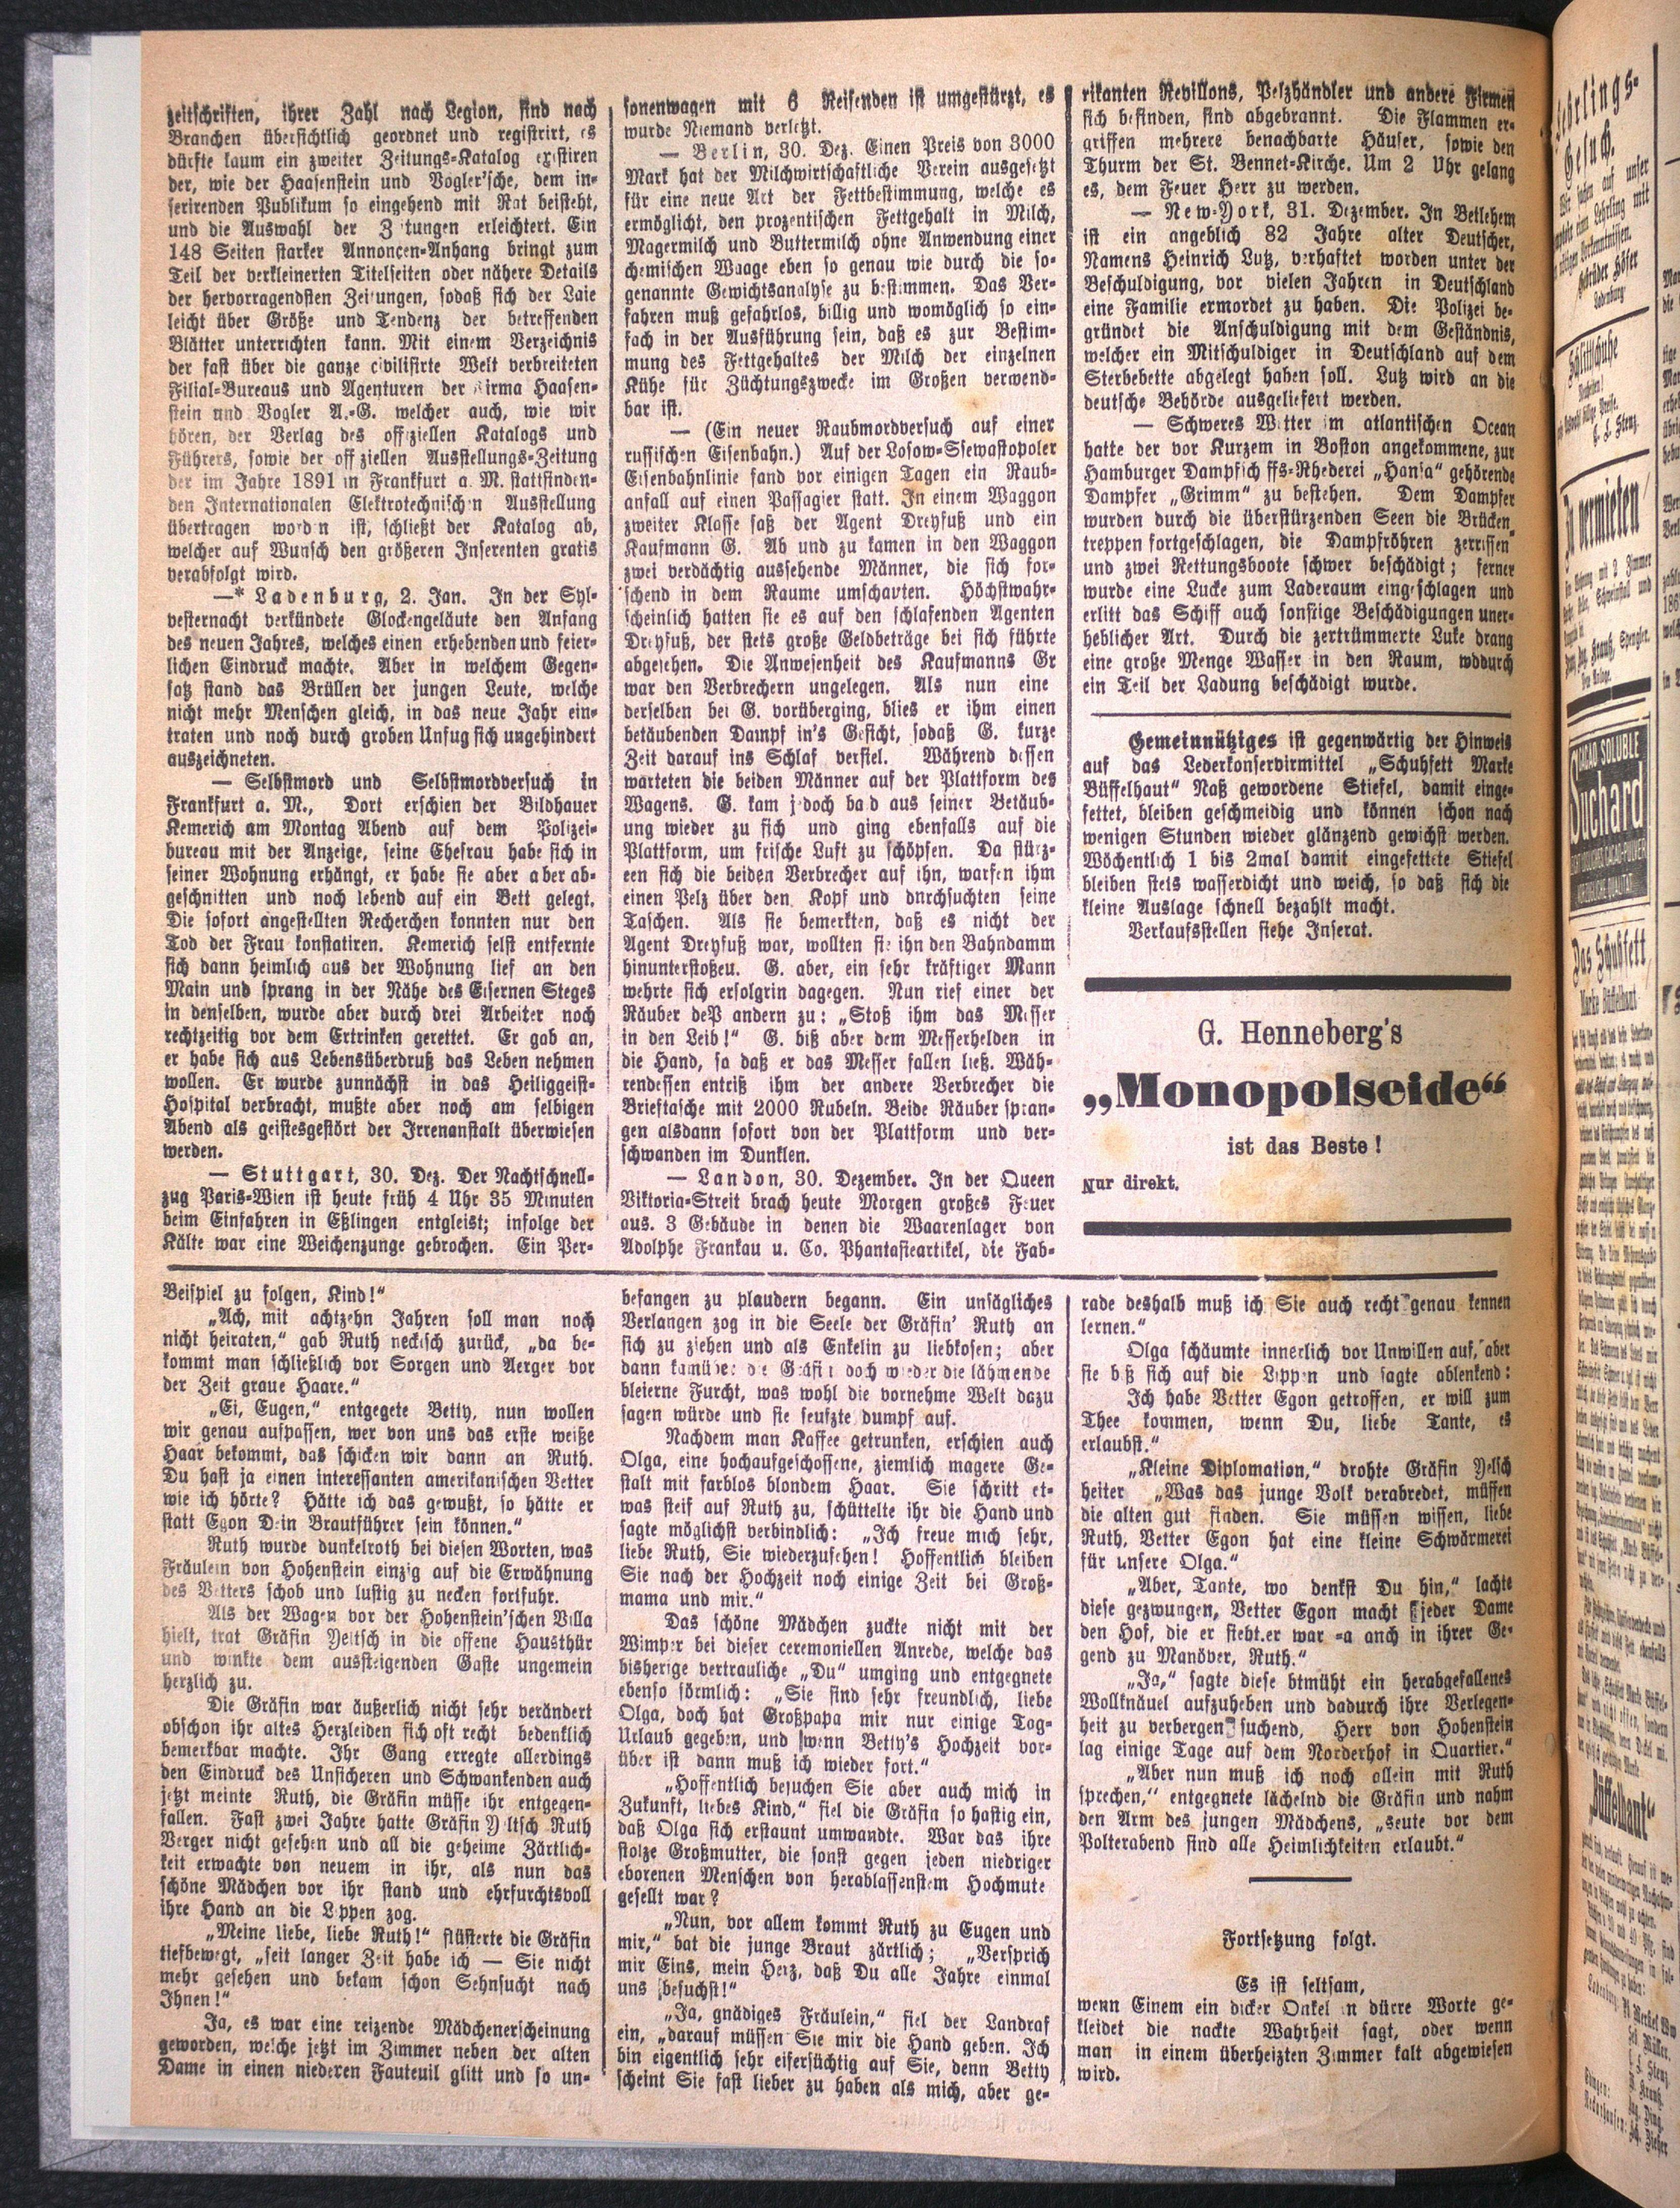 zeitschriften, ihrer Zahl nach Legion, sind nach
Branchen übersichtlich geordnet und registrirt, es
dürfte kaum ein zweiter Zeitungs-Katalog existiren
der, wie der Haasenstein und Vogler'sche, dem in-
serirenden Publikum so eingehend mit Rat beisteht,
und die Auswahl der Z tungen erleichtert. Ein
148 Seiten starker Annoncen-Anhang bringt zum
Teil der verkleinerten Titelseiten oder nähere Details
der hervorragendsten Zeitungen, sodaß sich der Laie
leicht über Größe und Tendenz der betreffenden
Blätter unterrichten kann. Mit einem Verzeichnis
der fast über die ganze civilisirte Welt verbreiteten
Filial-Bureaus und Agenturen der Firma Haasen-
stein und Vogler A.-G. welcher auch, wie wir
hören, der Verlag des offiziellen Katalogs und
Führers, sowie der off ziellen Ausstellungs-Zeitung
der im Jahre 1891 in Frankfurt a. M. stattfinden-
den Internationalen Elektrotechnischen Ausstellung
übertragen word n ist, schließt der Katalog ab,
welcher auf Wunsch den größeren Inserenten gratis
verabfolgt wird.
—* Ladenburg, 2. Jan. In der Syl-
vesternacht verkündete Glockengeläute den Anfang
des neuen Jahres, welches einen erhebenden und feier-
lichen Eindruck machte. Aber in welchem Gegen-
satz stand das Brüllen der jungen Leute, welche
nicht mehr Menschen gleich, in das neue Jahr ein-
traten und noch durch groben Unfug sich ungehindert
auszeichneten.
— Selbstmord und Selbstmordversuch in
Frankfurt a. M., Dort erschien der Bildhauer
Kemerich am Montag Abend auf dem Polizei-
bureau mit der Anzeige, seine Ehefrau habe sich in
seiner Wohnung erhängt, er habe sie aber aber ab-
geschnitten und noch lebend auf ein Bett gelegt.
Die sofort angestellten Recherchen konnten nur den
Tod der Frau konstatiren. Kemerich selst entfernte
sich dann heimlich aus der Wohnung lief an den
Main und sprang in der Nähe des Eisernen Steges
in denselben, wurde aber durch drei Arbeiter noch
rechtzeitig vor dem Ertrinken gerettet. Er gab an,
er habe sich aus Lebensüberdruß das Leben nehmen
wollen. Er wurde zunnächst in das Heiliggeist-
Hospital verbracht, mußte aber noch am selbigen
Abend als geistesgestört der Irrenanstalt überwiesen
werden.
— Stuttgart, 30. Dez. Der Nachtschnell-
zug Paris-Wien ist heute früh 4 Uhr 35 Minuten
beim Einfahren in Eßlingen entgleist; infolge der
Kälte war eine Weichenzunge gebrochen. Ein Per-
sonenwagen mit 6 Reisenden ist umgestürzt, es
wurde Niemand verletzt.
— Berlin, 30. Dez. Einen Preis von 3000
Mark hat der Milchwirtschaftliche Verein ausgesetzt
für eine neue Art der Fettbestimmung, welche es
ermöglicht, den prozentischen Fettgehalt in Milch,
Magermilch und Buttermilch ohne Anwendung einer
chemischen Waage eben so genau wie durch die so-
genannte Gewichtsanalyse zu bestimmen. Das Ver-
fahren muß gefahrlos, billig und womöglich so ein-
fach in der Ausführung sein, daß es zur Bestim-
mung des Fettgehaltes der Milch der einzelnen
Kühe für Züchtungszwecke im Großen verwend-
bar ist.
— (Ein neuer Raubmordversuch auf einer
russischen Eisenbahn.) Auf der Losow-Ssewastopoler
Eisenbahnlinie fand vor einigen Tagen ein Raub-
anfall auf einen Passagier statt. In einem Waggon
zweiter Klasse saß der Agent Dreyfuß und ein
Kaufmann G. Ab und zu kamen in den Waggon
zwei verdächtig aussehende Männer, die sich for-
schend in dem Raume umschauten. Höchstwahr-
scheinlich hatten sie es auf den schlafenden Agenten
Dreyfuß, der stets große Geldbeträge bei sich führte
abgesehen. Die Anwesenheit des Kaufmanns Gr
war den Verbrechern ungelegen. Als nun eine
derselben bei G. vorüberging, blies er ihm einen
betäubenden Dampf in's Gesicht, sodaß G. kurze
Zeit darauf ins Schlaf verfiel. Während dessen
warteten die beiden Männer auf der Plattform des
Wagens. G. kam j doch ba d aus seiner Betäub-
ung wieder zu sich und ging ebenfalls auf die
Plattform, um frische Luft zu schöpfen. Da stürz-
een sich die beiden Verbrecher auf ihn, warfen ihm
einen Pelz über den Kopf und dnrchsuchten seine
Taschen. Als sie bemerkten, daß es nicht der
Agent Dreyfuß war, wollten sie ihn den Bahndamm
hinunterstoßeu. G. aber, ein sehr kräftiger Mann
wehrte sich erfolgrin dagegen. Nun rief einer der
Räuber deP andern zu: „Stoß ihm das Messer
in den Leib!“ G. biß aber dem Messerhelden in
die Hand, sa daß er das Messer fallen ließ. Wäh-
rendessen entriß ihm der andere Verbrecher die
Brieftasche mit 2000 Rubeln. Beide Räuber spran-
gen alsdann sofort von der Plattform und ver-
schwanden im Dunklen.
— Landon, 30. Dezember. In der Queen
Viktoria-Streit brach heute Morgen großes Feuer
aus. 3 Gebäude in denen die Waarenlager von
Adolphe Frankau u. Co. Phantasieartikel, die Fab-
rikanten Revillons, Pelzhändler und andere Firmen
sich befinden, sind abgebrannt. Die Flammen er-
griffen mehrere benachbarte Häuser, sowie den
Thurm der St. Bennet-Kirche. Um 2 Uhr gelang
es, dem Feuer Herr zu werden.
— New-York, 31. Dezember. In Betlehem
ist ein angeblich 82 Jahre alter Deutscher,
Namens Heinrich Lutz, verhaftet worden unter der
Beschuldigung, vor vielen Jahren in Deutschland
eine Familie ermordet zu haben. Die Polizei be-
gründet die Anschuldigung mit dem Geständnis,
welcher ein Mitschuldiger in Deutschland auf dem
Sterbebette abgelegt haben soll. Lutz wird an die
deutsche Behörde ausgeliefert werden.
— Schweres Wetter im atlantischen Ocean
hatte der vor Kurzem in Boston angekommene, zur
Hamburger Dampfsch ffs-Rhederei „Hansa“ gehörende
Dampfer „Grimm“ zu bestehen. Dem Dampfer
wurden durch die überstürzenden Seen die Brücken
treppen fortgeschlagen, die Dampfröhren zerrissen
und zwei Rettungsboote schwer beschädigt; ferner
wurde eine Lucke zum Laderaum eingeschlagen und
erlitt das Schiff auch sonstige Beschädigungen uner-
heblicher Art. Durch die zertrümmerte Luke drang
eine große Menge Wasser in den Raum, wodurch
ein Teil der Ladung beschädigt wurde.
Gemeinnütziges ist gegenwärtig der Hinweis
auf das Lederkonservirmittel „Schuhfett Marke
Büffelhaut“ Naß gewordene Stiefel, damit einge-
fettet, bleiben geschmeidig und können schon nach
wenigen Stunden wieder glänzend gewichst werden.
Wöchentlich 1 bis 2mal damit eingefettete Stiefel
bleiben stets wasserdicht und weich, so daß sich die
kleine Auslage schnell bezahlt macht.
Verkaufsstellen siehe Inserat.
G. Henneberg's
„Monopolseide“
ist das Beste!
Nur direkt.
Beispiel zu folgen, Kind!“
„Ach, mit achtzehn Jahren soll man noch
nicht heiraten,“ gab Ruth neckisch zurück, „da be-
kommt man schließlich vor Sorgen und Aerger vor
der Zeit graue Haare.“
„Ei, Eugen,“ entgegete Betty, nun wollen
wir genau aufpassen, wer von uns das erste weiße
Haar bekommt, das schicken wir dann an Ruth.
Du hast ja einen interessanten amerikanischen Vetter
wie ich hörte? Hätte ich das gewußt, so hätte er
statt Egon Dein Brautführer sein können.“
Ruth wurde dunkelroth bei diesen Worten, was
Fräulein von Hohenstein einzig auf die Erwähnung
des Vetters schob und lustig zu necken fortfuhr.
Als der Wagen vor der Hohenstein'schen Villa
hielt, trat Gräfin Yeltsch in die offene Hausthür
und winkte dem aussteigenden Gaste ungemein
herzlich zu.
Die Gräfin war äußerlich nicht sehr verändert
obschon ihr altes Herzleiden sich oft recht bedenklich
bemerkbar machte. Ihr Gang erregte allerdings
den Eindruck des Unsicheren und Schwankenden auch
jetzt meinte Ruth, die Gräfin müsse ihr entgegen-
fallen. Fast zwei Jahre hatte Gräfin Y ltsch Ruth
Verger nicht gesehen und all die geheime Zärtlich-
keit erwachte von neuem in ihr, als nun das
schöne Mädchen vor ihr stand und ehrfurchtsvoll
ihre Hand an die Lippen zog.
„Meine liebe, liebe Ruth!“ flüsterte die Gräfin
tiefbewegt, „seit langer Zeit habe ich — Sie nicht
mehr gesehen und bekam schon Sehnsucht nach
Ihnen!“
Ja, es war eine reizende Mädchenerscheinung
geworden, welche jetzt im Zimmer neben der alten
Dame in einen niederen Fauteuil glitt und so un-
befangen zu plaudern begann. Ein unsägliches
Verlangen zog in die Seele der Gräfin' Ruth an
sich zu ziehen und als Enkelin zu liebkosen; aber
dann kam über die Gräfin doch wieder die lähmende
bleierne Furcht, was wohl die vornehme Welt dazu
sagen würde und sie seufzte dumpf auf.
Nachdem man Kaffee getrunken, erschien auch
Olga, eine hochaufgeschossene, ziemlich magere Ge-
stalt mit farblos blondem Haar. Sie schritt et-
was steif auf Ruth zu, schüttelte ihr die Hand und
sagte möglichst verbindlich: „Ich freue mich sehr,
liebe Ruth, Sie wiederzusehen! Hoffentlich bleiben
Sie nach der Hochzeit noch einige Zeit bei Groß-
mama und mir.“
Das schöne Mädchen zuckte nicht mit der
Wimper bei dieser ceremoniellen Anrede, welche das
bisherige vertrauliche „Du“ umging und entgegnete
ebenso förmlich: „Sie sind sehr freundlich, liebe
Olga, doch hat Großpapa mir nur einige Tag-
Urlaub gegeben, und wenn Betty's Hochzeit vor-
über ist dann muß ich wieder fort.“
„Hoffentlich besuchen Sie aber auch mich in
Zukunft, liebes Kind,“ fiel die Gräfin so hastig ein,
daß Olga sich erstaunt umwandte. War das ihre
stolze Großmutter, die sonst gegen jeden niedriger
eborenen Menschen von herablassenstem Hochmute
gesellt war?
„Nun, vor allem kommt Ruth zu Eugen und
mir,“ bat die junge Braut zärtlich; „Versprich
mir Eins, mein Herz, daß Du alle Jahre einmal
uns besuchst!“
„Ja, gnädiges Fräulein,“ fiel der Landraf
ein, „darauf müssen Sie mir die Hand geben. Ich
bin eigentlich sehr eifersüchtig auf Sie, denn Betty
scheint Sie fast lieber zu haben als mich, aber ge-
rade deshalb muß ich Sie auch recht genau kennen
lernen.“
Olga schäumte innerlich vor Unwillen auf, aber
sie biß sich auf die Lippen und sagte ablenkend:
Ich habe Vetter Egon getroffen, er will zum
Thee kommen, wenn Du, liebe Tante, es
erlaubst.“
„Kleine Diplomation,“ drohte Gräfin Yelsch
heiter „Was das junge Volk verabredet, müssen
die alten gut finden. Sie müssen wissen, liebe
Ruth, Vetter Egon hat eine kleine Schwärmerei
für unsere Olga.“
„Aber, Tante, wo denkst Du hin,“ lachte
diese gezwungen, Vetter Egon macht jeder Dame
den Hof, die er siebt.er war =a anch in ihrer Ge-
gend zu Manöver, Ruth.“
„Ja,“ sagte diese btmüht ein herabgefallenes
Wollknäuel aufzuheben und dadurch ihre Verlegen-
heit zu verbergen suchend, Herr von Hohenstein
lag einige Tage auf dem Norderhof in Quartier.“
„Aber nun muß ich noch allein mit Ruth
sprechen,“ entgegnete lächelnd die Gräfin und nahm
den Arm des jungen Mädchens, „seute vor dem
Polterabend sind alle Heimlichkeiten erlaubt.“
Fortsetzung folgt.
Es ist seltsam,
wenn Einem ein dicker Onkel in dürre Worte ge-
kleidet die nackte Wahrheit sagt, oder wenn
man in einem überheizten Zimmer kalt abgewiesen
wird.
Lehrlings-
Gesuch.
Gebrüder Höfer
Ladenburg
Schlittschuhe
Zu vermieten
CACAO SOLUBLE
Suchard
Das Schuhfett
Marke Büffelhaut
„Büffelhaut“